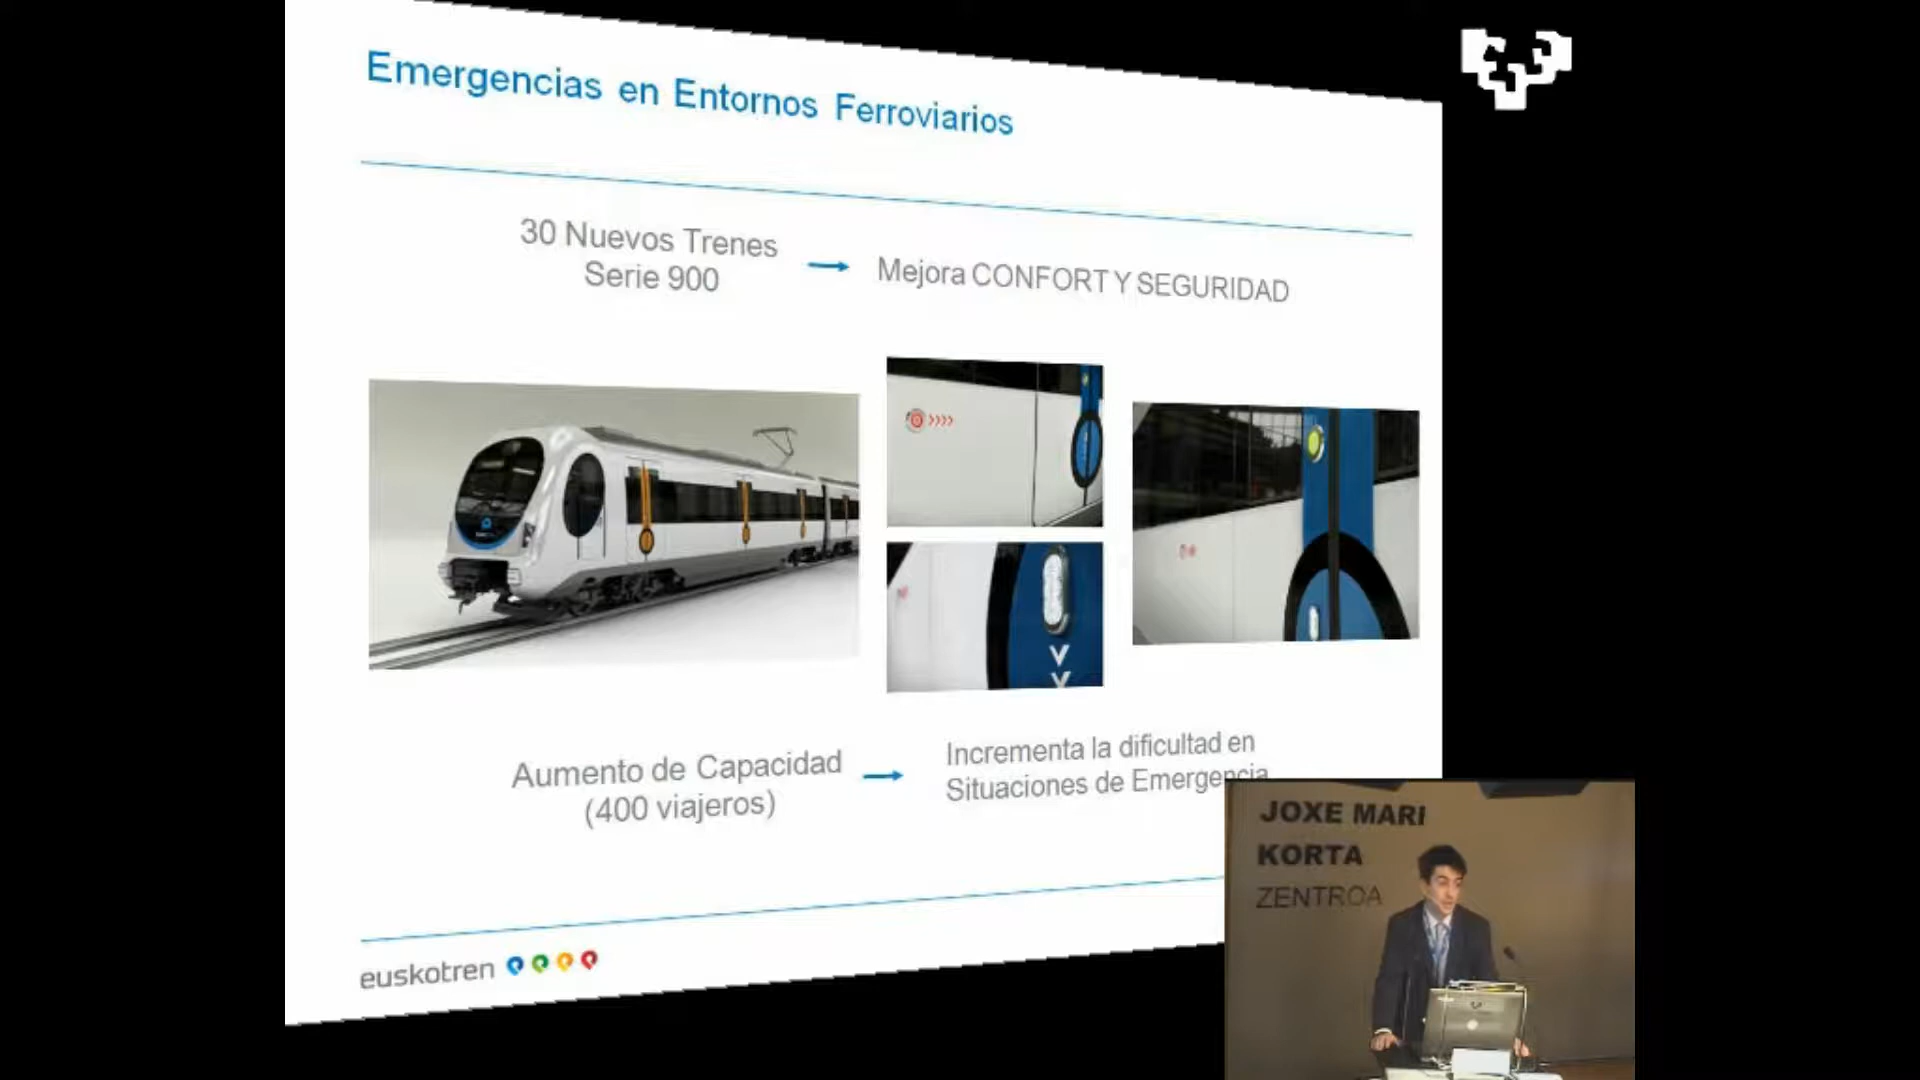 Emergencias en Entornos Ferroviarios
30 Nuevos Trenes
Serie 900
Mejora CONFORT Y SEGURIDAD
Aumento de Capacidad
(400 viajeros)
Incrementa la dificultad en
Situaciones de Emergencia
euskotren
JOXE MARI
KORTA
ZENTROA